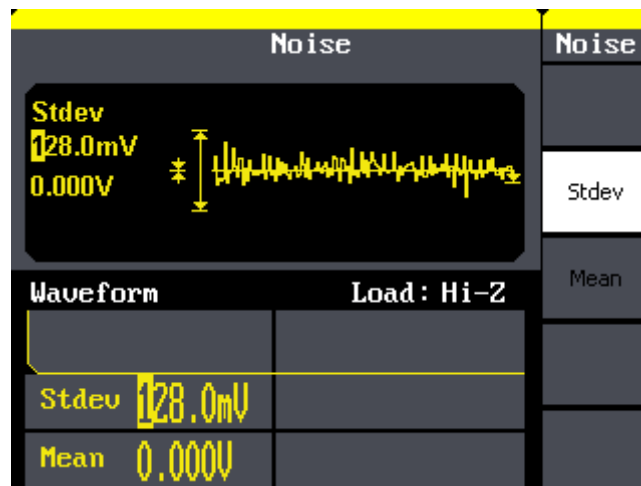 Noise
Noise
Stdev
128.0mV
0.000V
Stdev
Mean
Waveform Load: Hi-Z
Stdev 128.0mV
Mean 0.000V